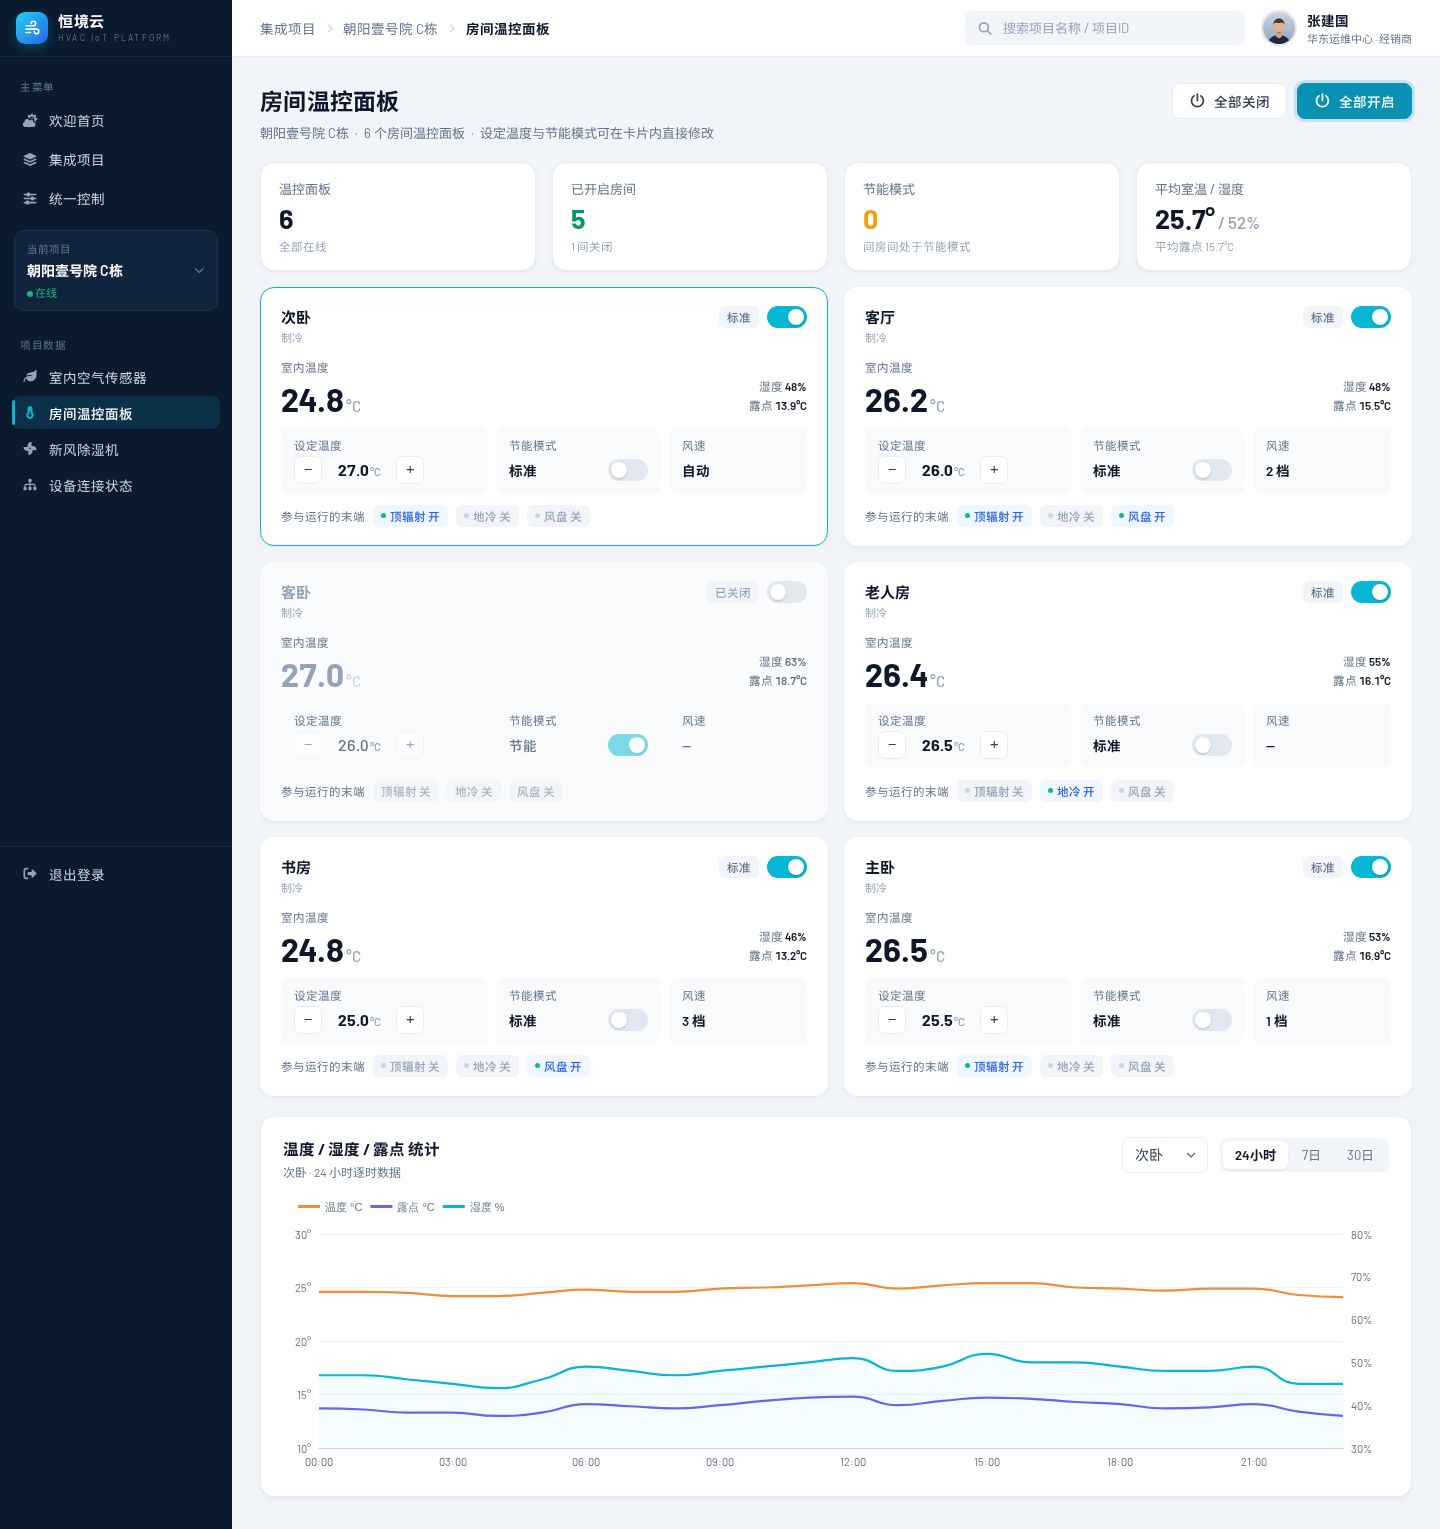 恒境云
HVAC IoT PLATFORM
主菜单
欢迎首页
集成项目
统一控制
当前项目
朝阳壹号院 C栋
在线
项目数据
室内空气传感器
房间温控面板
新风除湿机
设备连接状态
退出登录
集成项目 > 朝阳壹号院 C栋 > 房间温控面板
搜索项目名称 / 项目ID
张建国
华东运维中心 · 经销商
房间温控面板
朝阳壹号院 C栋 · 6 个房间温控面板 · 设定温度与节能模式可在卡片内直接修改
全部关闭
全部开启
温控面板
6
全部在线
已开启房间
5
1 间关闭
节能模式
0
间房间处于节能模式
平均室温 / 湿度
25.7° / 52%
平均露点 15.7°C
次卧
标准
制冷
室内温度
24.8°C
湿度 48%
露点 13.9°C
设定温度
− 27.0°C +
节能模式
标准
风速
自动
参与运行的末端 顶辐射 开 地冷 关 风盘 关
客厅
标准
制冷
室内温度
26.2°C
湿度 48%
露点 15.5°C
设定温度
− 26.0°C +
节能模式
标准
风速
2 档
参与运行的末端 顶辐射 开 地冷 关 风盘 开
客卧
已关闭
制冷
室内温度
27.0°C
湿度 63%
露点 18.7°C
设定温度
− 26.0°C +
节能模式
节能
风速
–
参与运行的末端 顶辐射 关 地冷 关 风盘 关
老人房
标准
制冷
室内温度
26.4°C
湿度 55%
露点 16.1°C
设定温度
− 26.5°C +
节能模式
标准
风速
–
参与运行的末端 顶辐射 关 地冷 开 风盘 关
书房
标准
制冷
室内温度
24.8°C
湿度 46%
露点 13.2°C
设定温度
− 25.0°C +
节能模式
标准
风速
3 档
参与运行的末端 顶辐射 关 地冷 关 风盘 开
主卧
标准
制冷
室内温度
26.5°C
湿度 53%
露点 16.9°C
设定温度
− 25.5°C +
节能模式
标准
风速
1 档
参与运行的末端 顶辐射 开 地冷 关 风盘 关
温度 / 湿度 / 露点 统计
次卧 · 24 小时逐时数据
次卧
24小时 7日 30日
温度 °C 露点 °C 湿度 %
30°
25°
20°
15°
10°
80%
70%
60%
50%
40%
30%
00:00 03:00 06:00 09:00 12:00 15:00 18:00 21:00